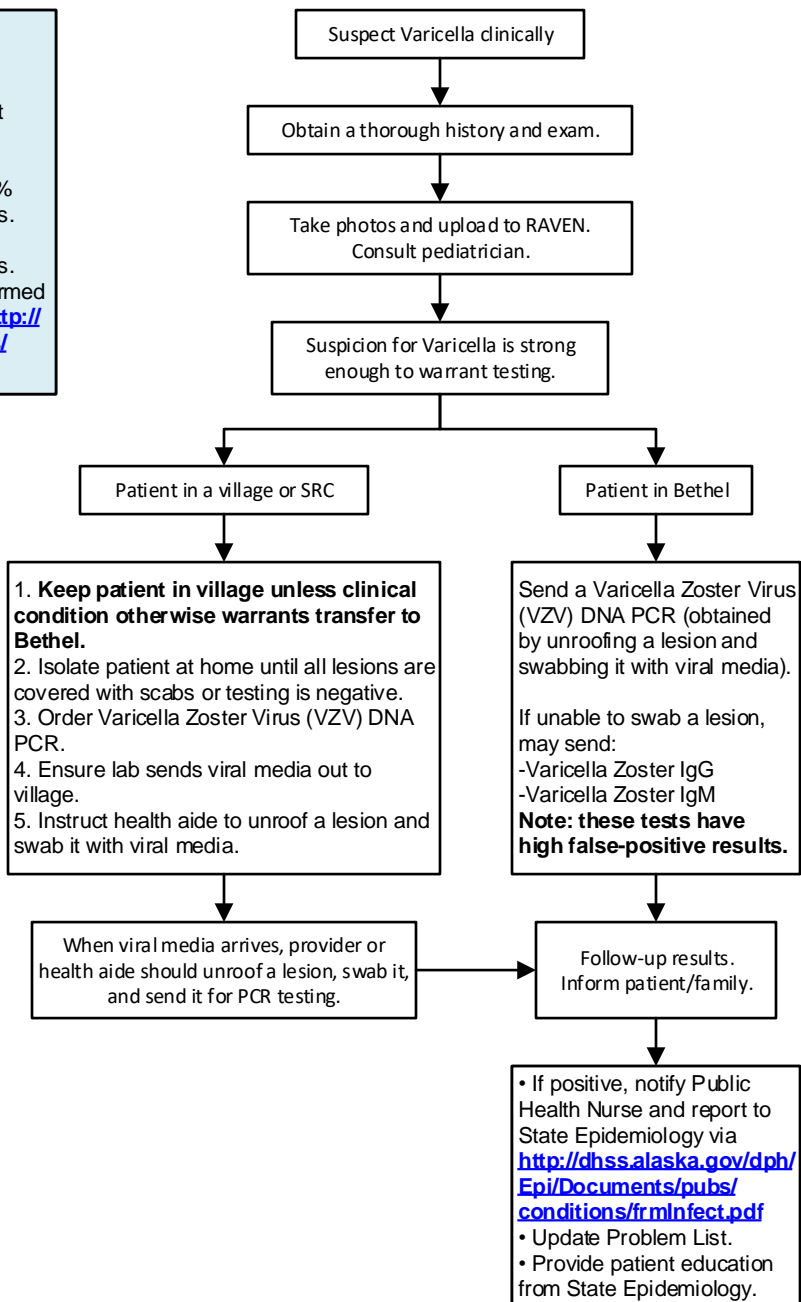 t
%
s.
s.
rmed
ttp://
/
Suspect Varicella clinically
Obtain a thorough history and exam.
Take photos and upload to RAVEN.
Consult pediatrician.
Suspicion for Varicella is strong
enough to warrant testing.
Patient in a village or SRC
Patient in Bethel
1. Keep patient in village unless clinical
condition otherwise warrants transfer to
Bethel.
2. Isolate patient at home until all lesions are
covered with scabs or testing is negative.
3. Order Varicella Zoster Virus (VZV) DNA
PCR.
4. Ensure lab sends viral media out to
village.
5. Instruct health aide to unroof a lesion and
swab it with viral media.
Send a Varicella Zoster Virus
(VZV) DNA PCR (obtained
by unroofing a lesion and
swabbing it with viral media).
If unable to swab a lesion,
may send:
-Varicella Zoster IgG
-Varicella Zoster IgM
Note: these tests have
high false-positive results.
When viral media arrives, provider or
health aide should unroof a lesion, swab it,
and send it for PCR testing.
Follow-up results.
Inform patient/family.
• If positive, notify Public
Health Nurse and report to
State Epidemiology via
http://dhss.alaska.gov/dph/
Epi/Documents/pubs/
conditions/frmInfect.pdf
• Update Problem List.
• Provide patient education
from State Epidemiology.